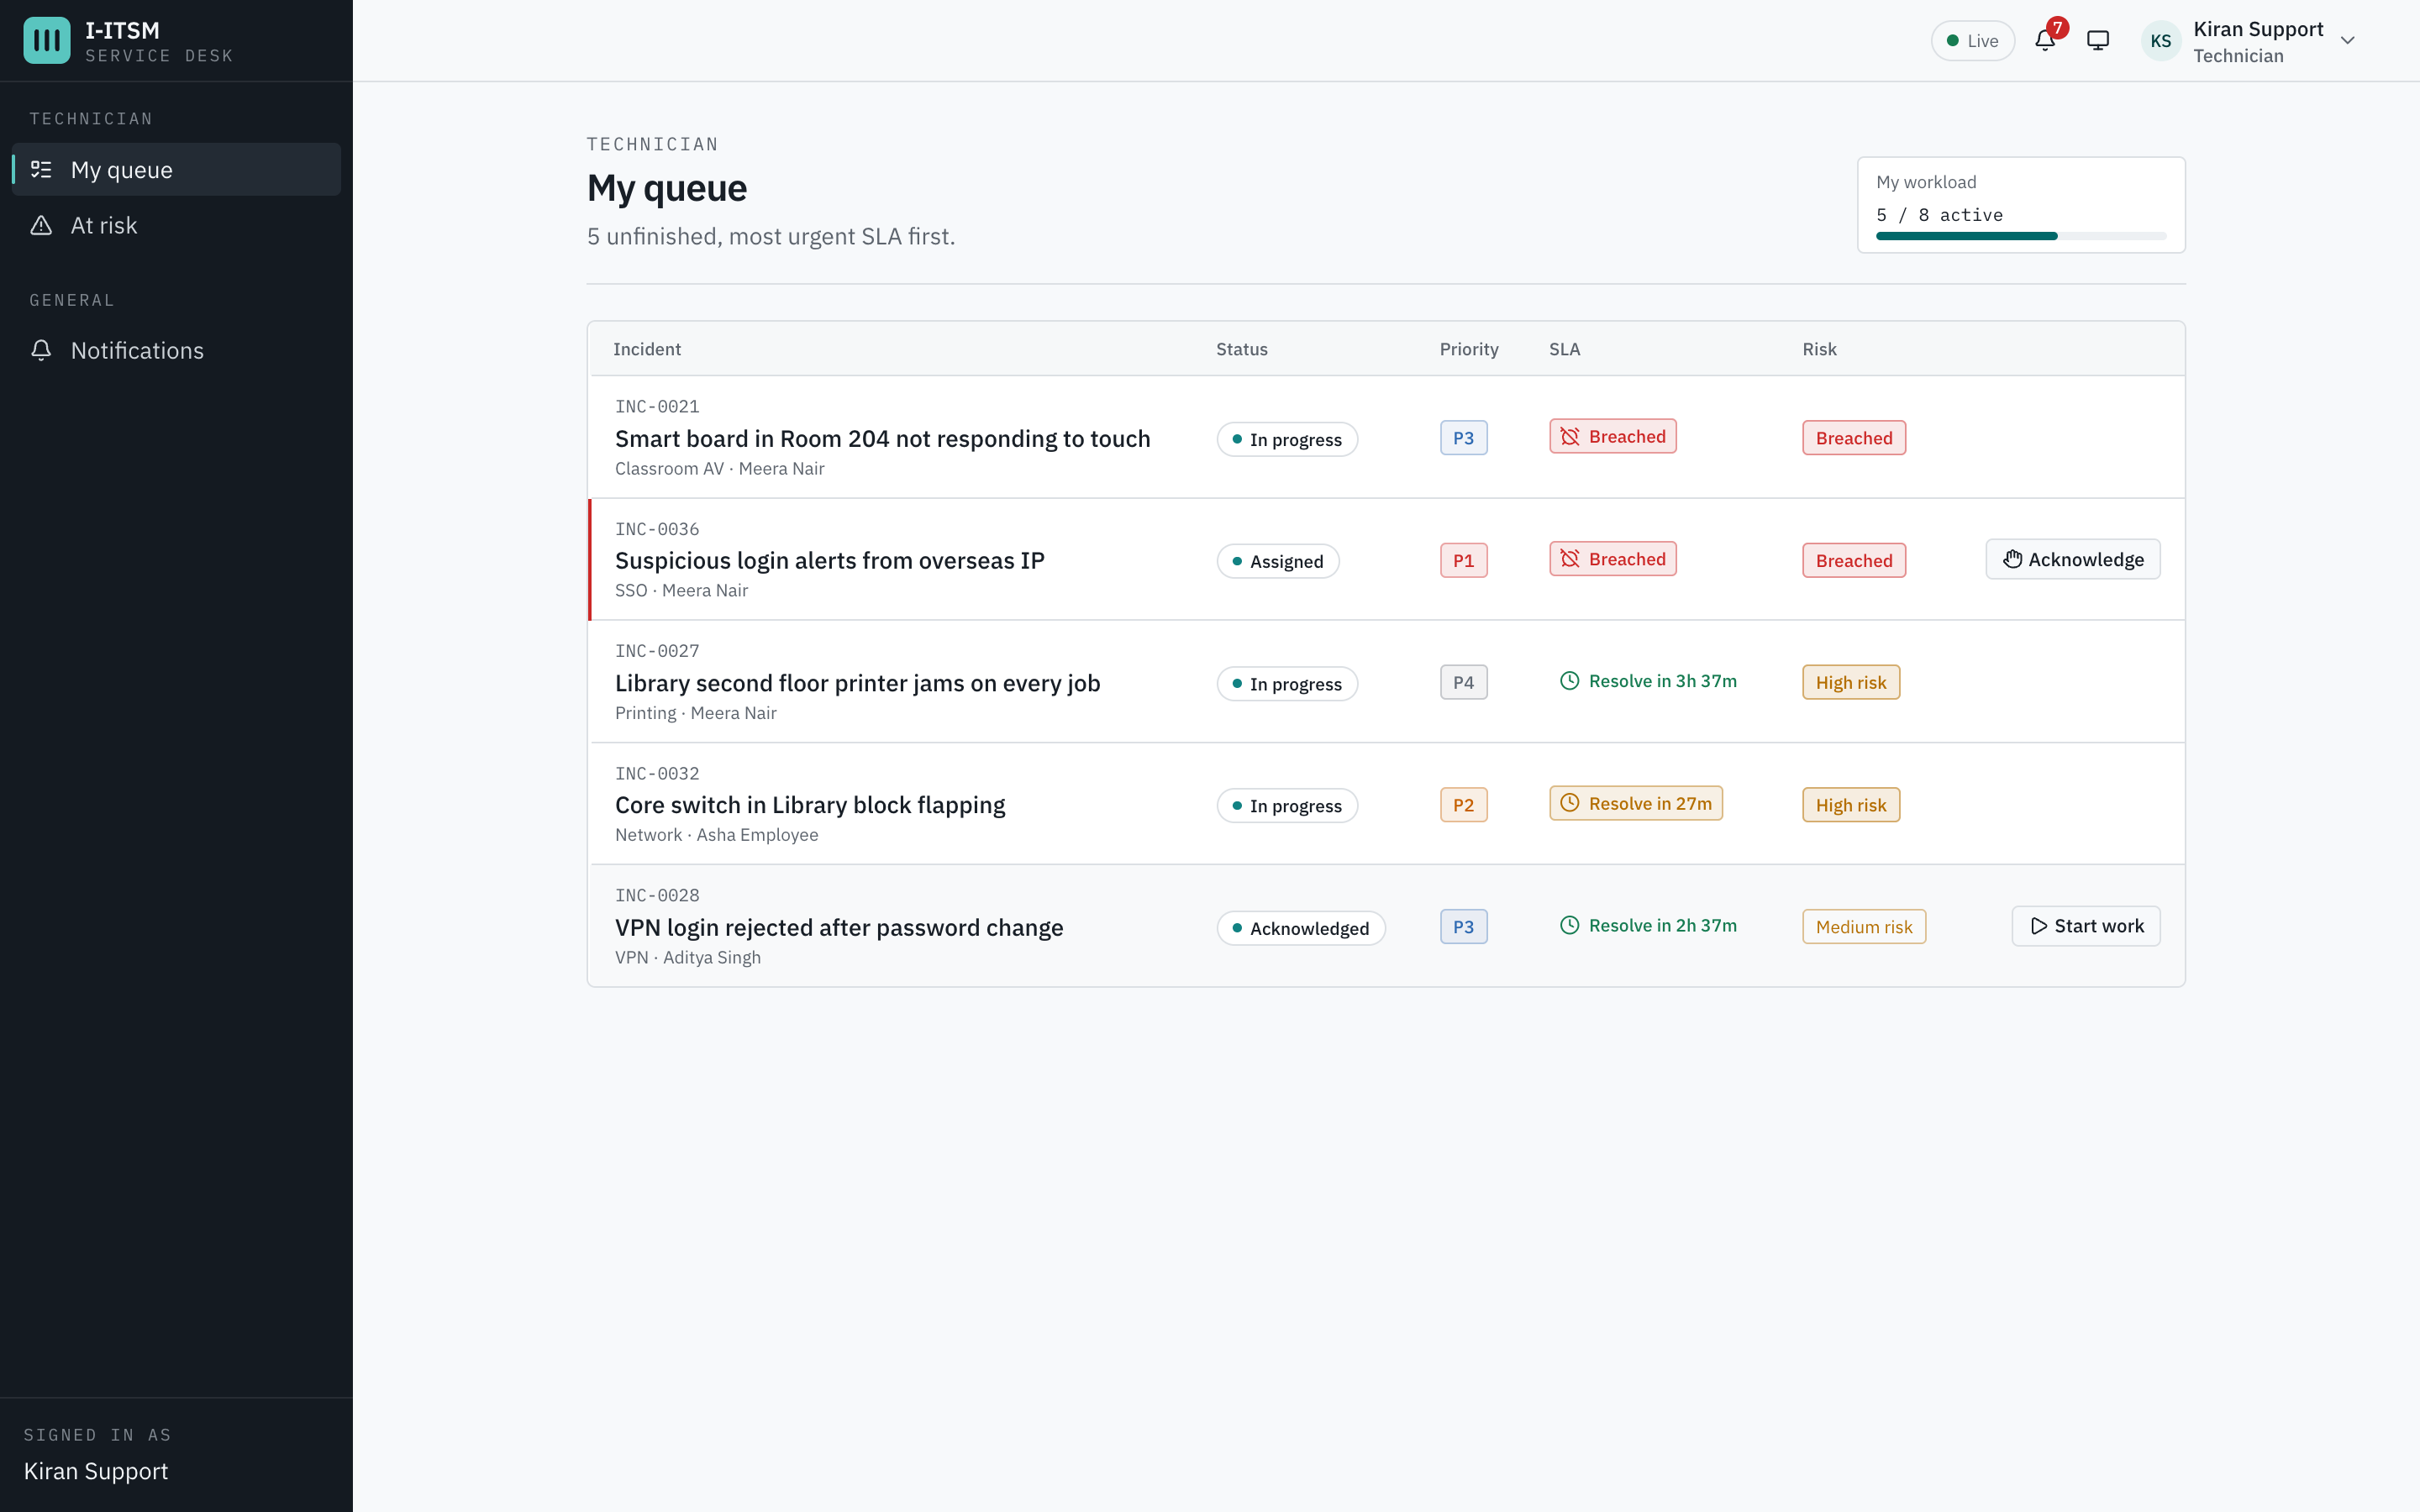 I-ITSM
SERVICE DESK
TECHNICIAN
My queue
At risk
GENERAL
Notifications
SIGNED IN AS
Kiran Support
Live
7
KS
Kiran Support
Technician
TECHNICIAN
My queue
5 unfinished, most urgent SLA first.
My workload
5 / 8 active
Incident Status Priority SLA Risk
INC-0021
Smart board in Room 204 not responding to touch
Classroom AV · Meera Nair
In progress P3 Breached Breached
INC-0036
Suspicious login alerts from overseas IP
SSO · Meera Nair
Assigned P1 Breached Breached Acknowledge
INC-0027
Library second floor printer jams on every job
Printing · Meera Nair
In progress P4 Resolve in 3h 37m High risk
INC-0032
Core switch in Library block flapping
Network · Asha Employee
In progress P2 Resolve in 27m High risk
INC-0028
VPN login rejected after password change
VPN · Aditya Singh
Acknowledged P3 Resolve in 2h 37m Medium risk Start work